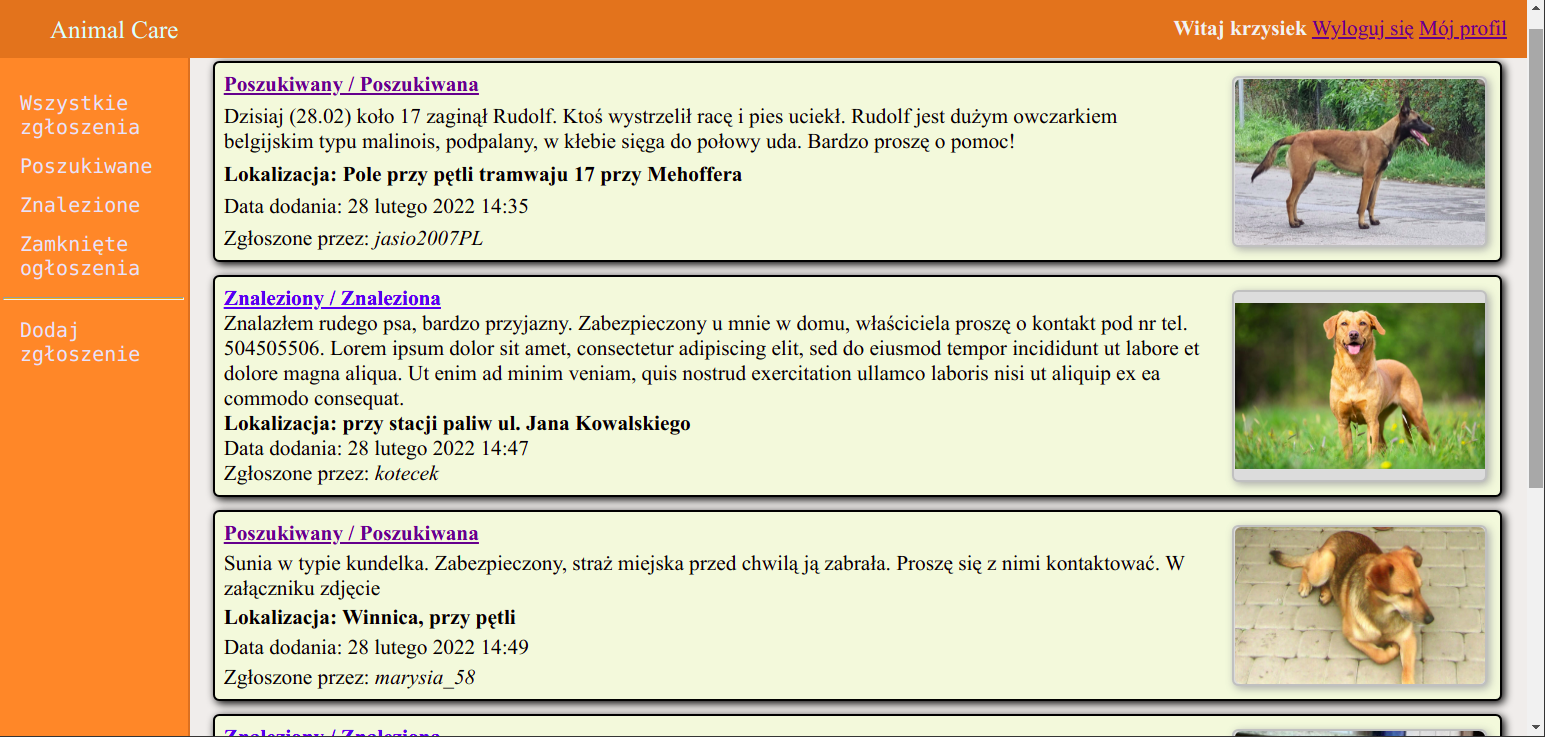 Animal Care
Witaj krzysiek Wyloguj się Mój profil
Wszystkie
zgłoszenia
Poszukiwane
Znalezione
Zamknięte
ogłoszenia
Dodaj
zgłoszenie
Poszukiwany / Poszukiwana
Dzisiaj (28.02) koło 17 zaginął Rudolf. Ktoś wystrzelił racę i pies uciekł. Rudolf jest dużym owczarkiem
belgijskim typu malinois, podpalany, w kłebie sięga do połowy uda. Bardzo proszę o pomoc!
Lokalizacja: Pole przy pętli tramwaju 17 przy Mehoffera
Data dodania: 28 lutego 2022 14:35
Zgłoszone przez: jasio2007PL
Znaleziony / Znaleziona
Znalazłem rudego psa, bardzo przyjazny. Zabezpieczony u mnie w domu, właściciela proszę o kontakt pod nr tel.
504505506. Lorem ipsum dolor sit amet, consectetur adipiscing elit, sed do eiusmod tempor incididunt ut labore et
dolore magna aliqua. Ut enim ad minim veniam, quis nostrud exercitation ullamco laboris nisi ut aliquip ex ea
commodo consequat.
Lokalizacja: przy stacji paliw ul. Jana Kowalskiego
Data dodania: 28 lutego 2022 14:47
Zgłoszone przez: kotecek
Poszukiwany / Poszukiwana
Sunia w typie kundelka. Zabezpieczony, straż miejska przed chwilą ją zabrała. Proszę się z nimi kontaktować. W
załączniku zdjęcie
Lokalizacja: Winnica, przy pętli
Data dodania: 28 lutego 2022 14:49
Zgłoszone przez: marysia_58
Znaleziony / Znaleziona